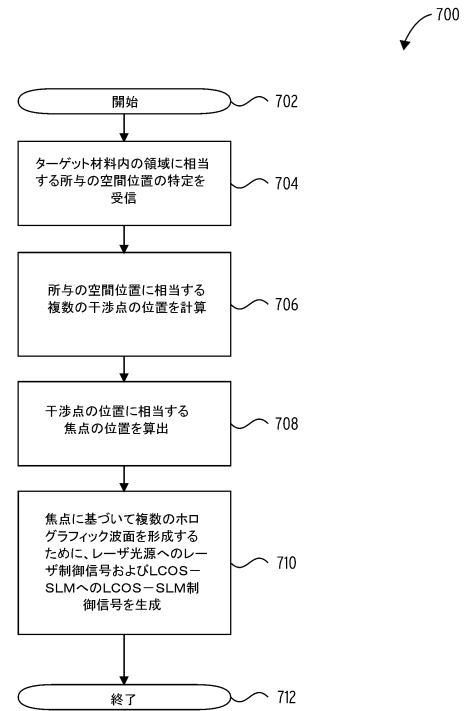 700
開始
702
ターゲット材料内の領域に相当
する所与の空間位置の特定を
受信
704
所与の空間位置に相当する
複数の干渉点の位置を計算
706
干渉点の位置に相当する
焦点の位置を算出
708
焦点に基づいて複数のホロ
グラフィック波面を形成する
ために、レーザ光源へのレー
ザ制御信号およびLCOS－
SLMへのLCOS－SLM制
御信号を生成
710
終了
712